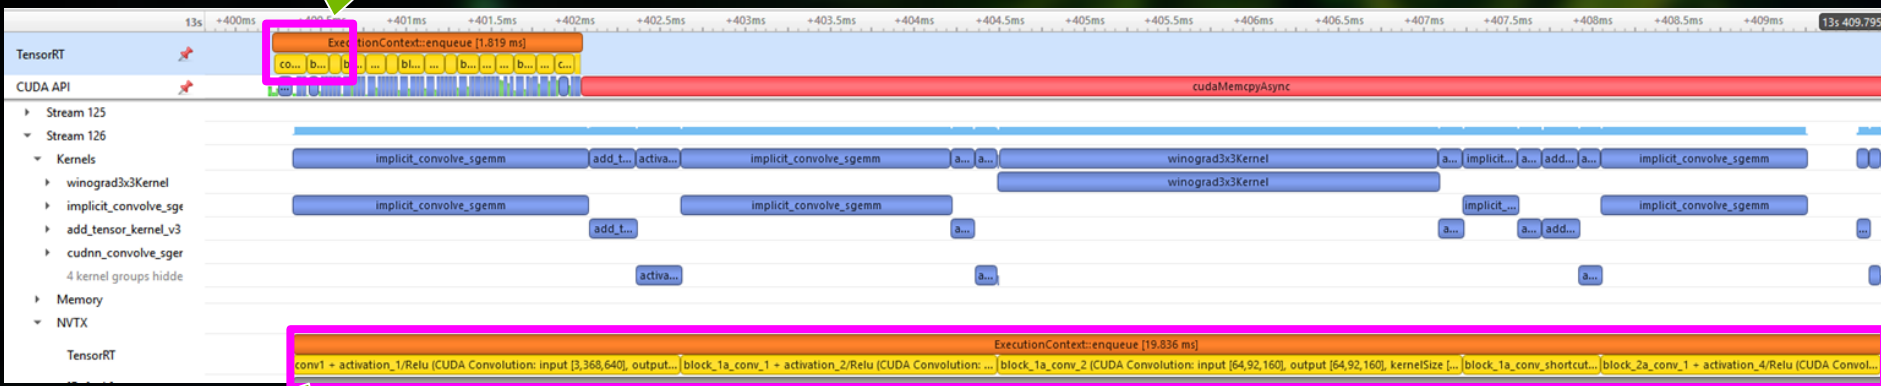 13s +400ms +400.5ms +401ms +401.5ms +402ms +402.5ms +403ms +403.5ms +404ms +404.5ms +405ms +405.5ms +406ms +406.5ms +407ms +407.5ms +408ms +408.5ms +409ms 13s 409.795
TensorRT ExecutionContext::enqueue [1.819 ms]
co... b... b... ... bl... ... b... ... ... b... ... c...
CUDA API ... cudaMemcpyAsync
Stream 125
Stream 126
Kernels implicit_convolve_sgemm add_t... activa... implicit_convolve_sgemm a... a... winograd3x3Kernel a... implicit... a... add... a... implicit_convolve_sgemm
winograd3x3Kernel winograd3x3Kernel
implicit_convolve_sge implicit_convolve_sgemm implicit_convolve_sgemm implicit_... implicit_convolve_sgemm
add_tensor_kernel_v3 add_t... a... a... a... add... ...
cudnn_convolve_sger
4 kernel groups hidde activa... a... a...
Memory
NVTX
TensorRT ExecutionContext::enqueue [19.836 ms]
conv1 + activation_1/Relu (CUDA Convolution: input [3,368,640], output... block_1a_conv_1 + activation_2/Relu (CUDA Convolution: ... block_1a_conv_2 (CUDA Convolution: input [64,92,160], output [64,92,160], kernelSize [... block_1a_conv_shortcut... block_2a_conv_1 + activation_4/Relu (CUDA Convol...